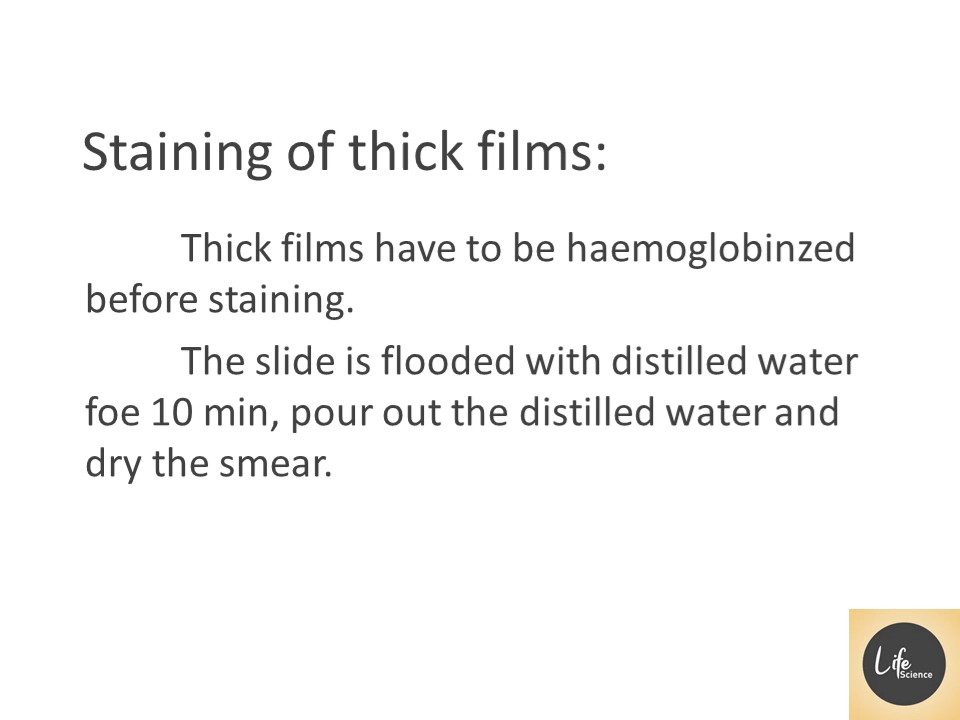 Staining of thick films:
Thick films have to be haemoglobinzed
before staining.
The slide is flooded with distilled water
foe 10 min, pour out the distilled water and
dry the smear.
Life
Science